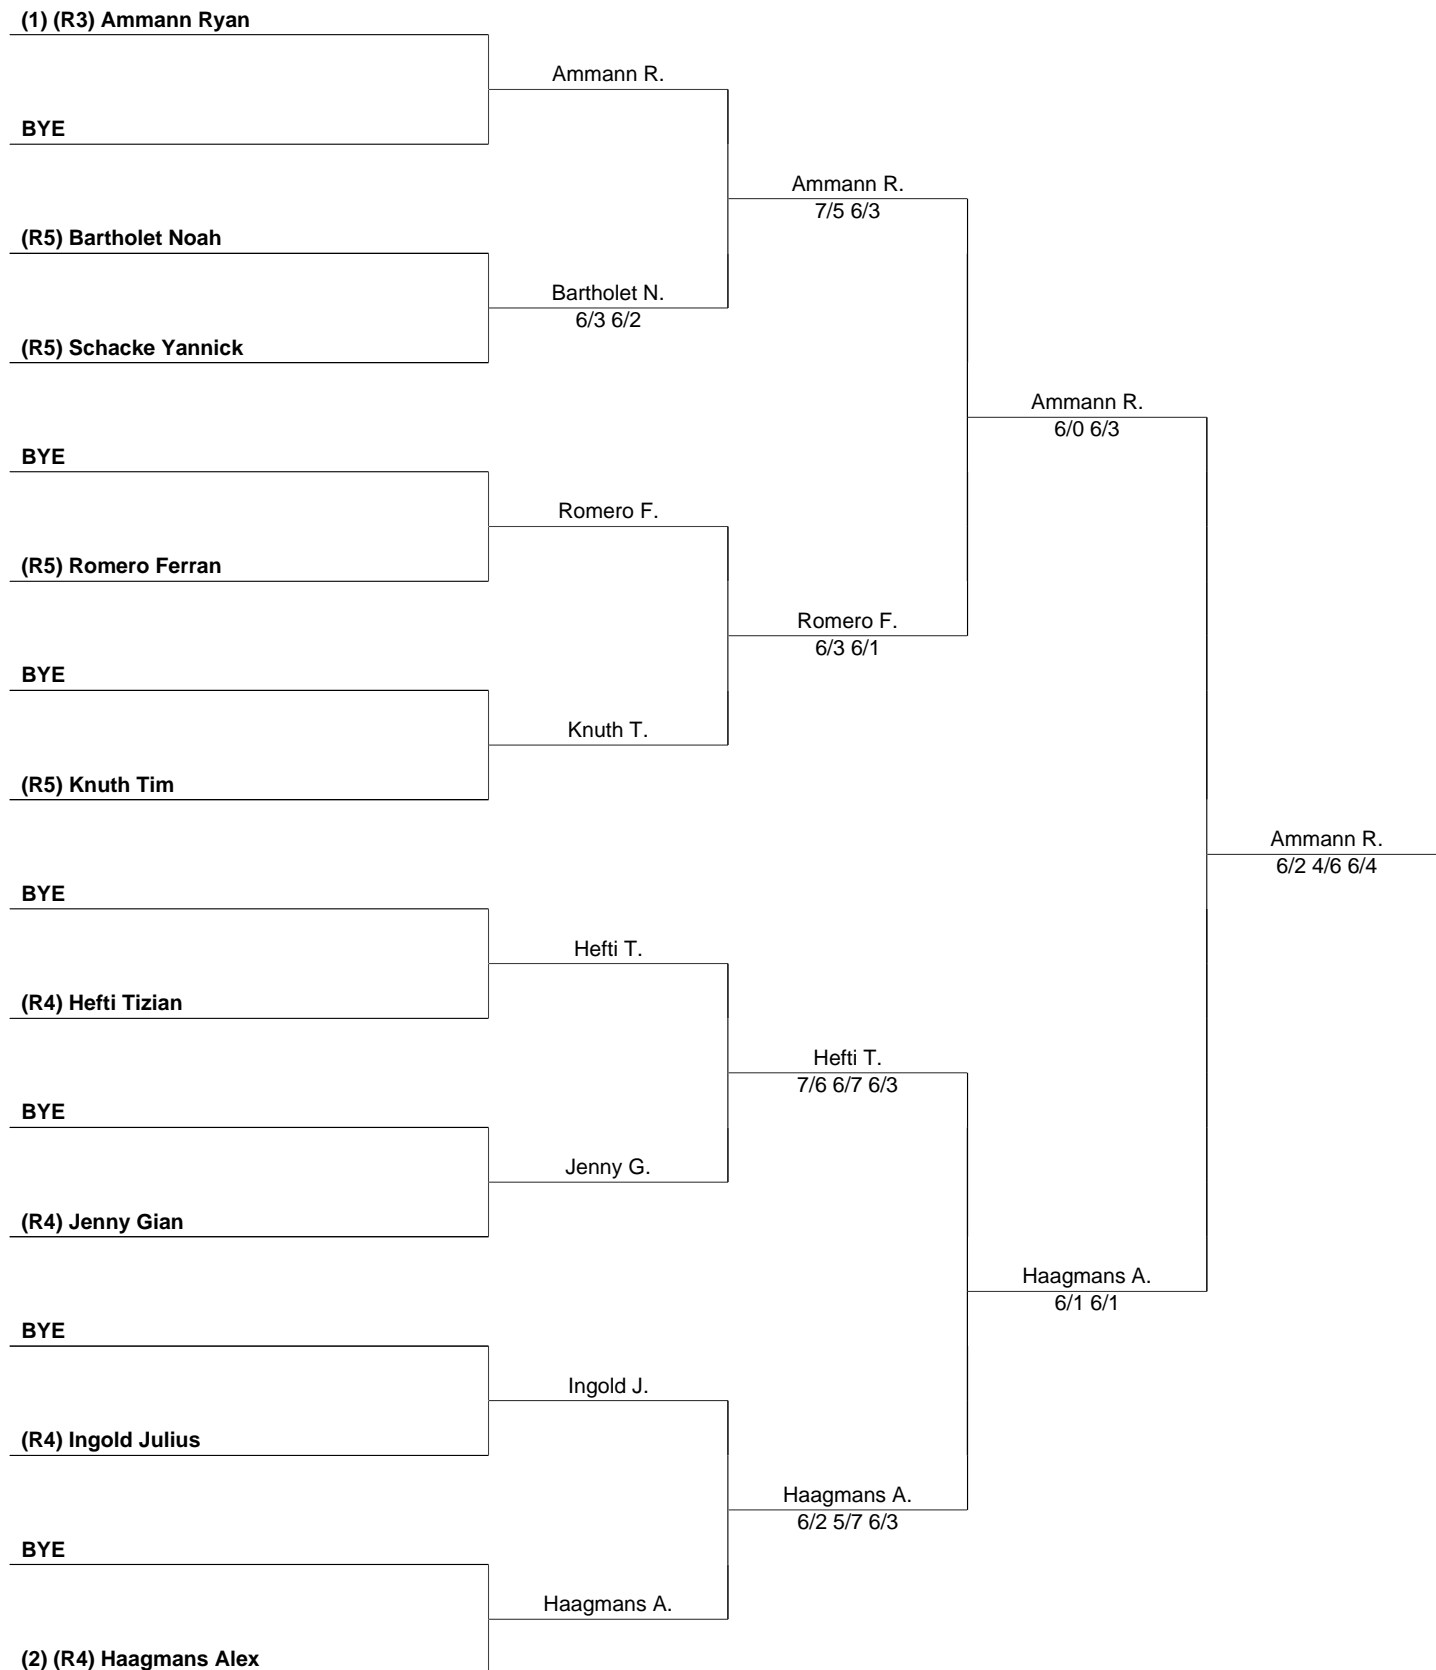 (1) (R3) Ammann Ryan
Ammann R.
BYE
Ammann R.
7/5 6/3
(R5) Bartholet Noah
Bartholet N.
6/3 6/2
(R5) Schacke Yannick
Ammann R.
6/0 6/3
BYE
Romero F.
(R5) Romero Ferran
Romero F.
6/3 6/1
BYE
Knuth T.
(R5) Knuth Tim
Ammann R.
6/2 4/6 6/4
BYE
Hefti T.
(R4) Hefti Tizian
Hefti T.
7/6 6/7 6/3
BYE
Jenny G.
(R4) Jenny Gian
Haagmans A.
6/1 6/1
BYE
Ingold J.
(R4) Ingold Julius
Haagmans A.
6/2 5/7 6/3
BYE
Haagmans A.
(2) (R4) Haagmans Alex